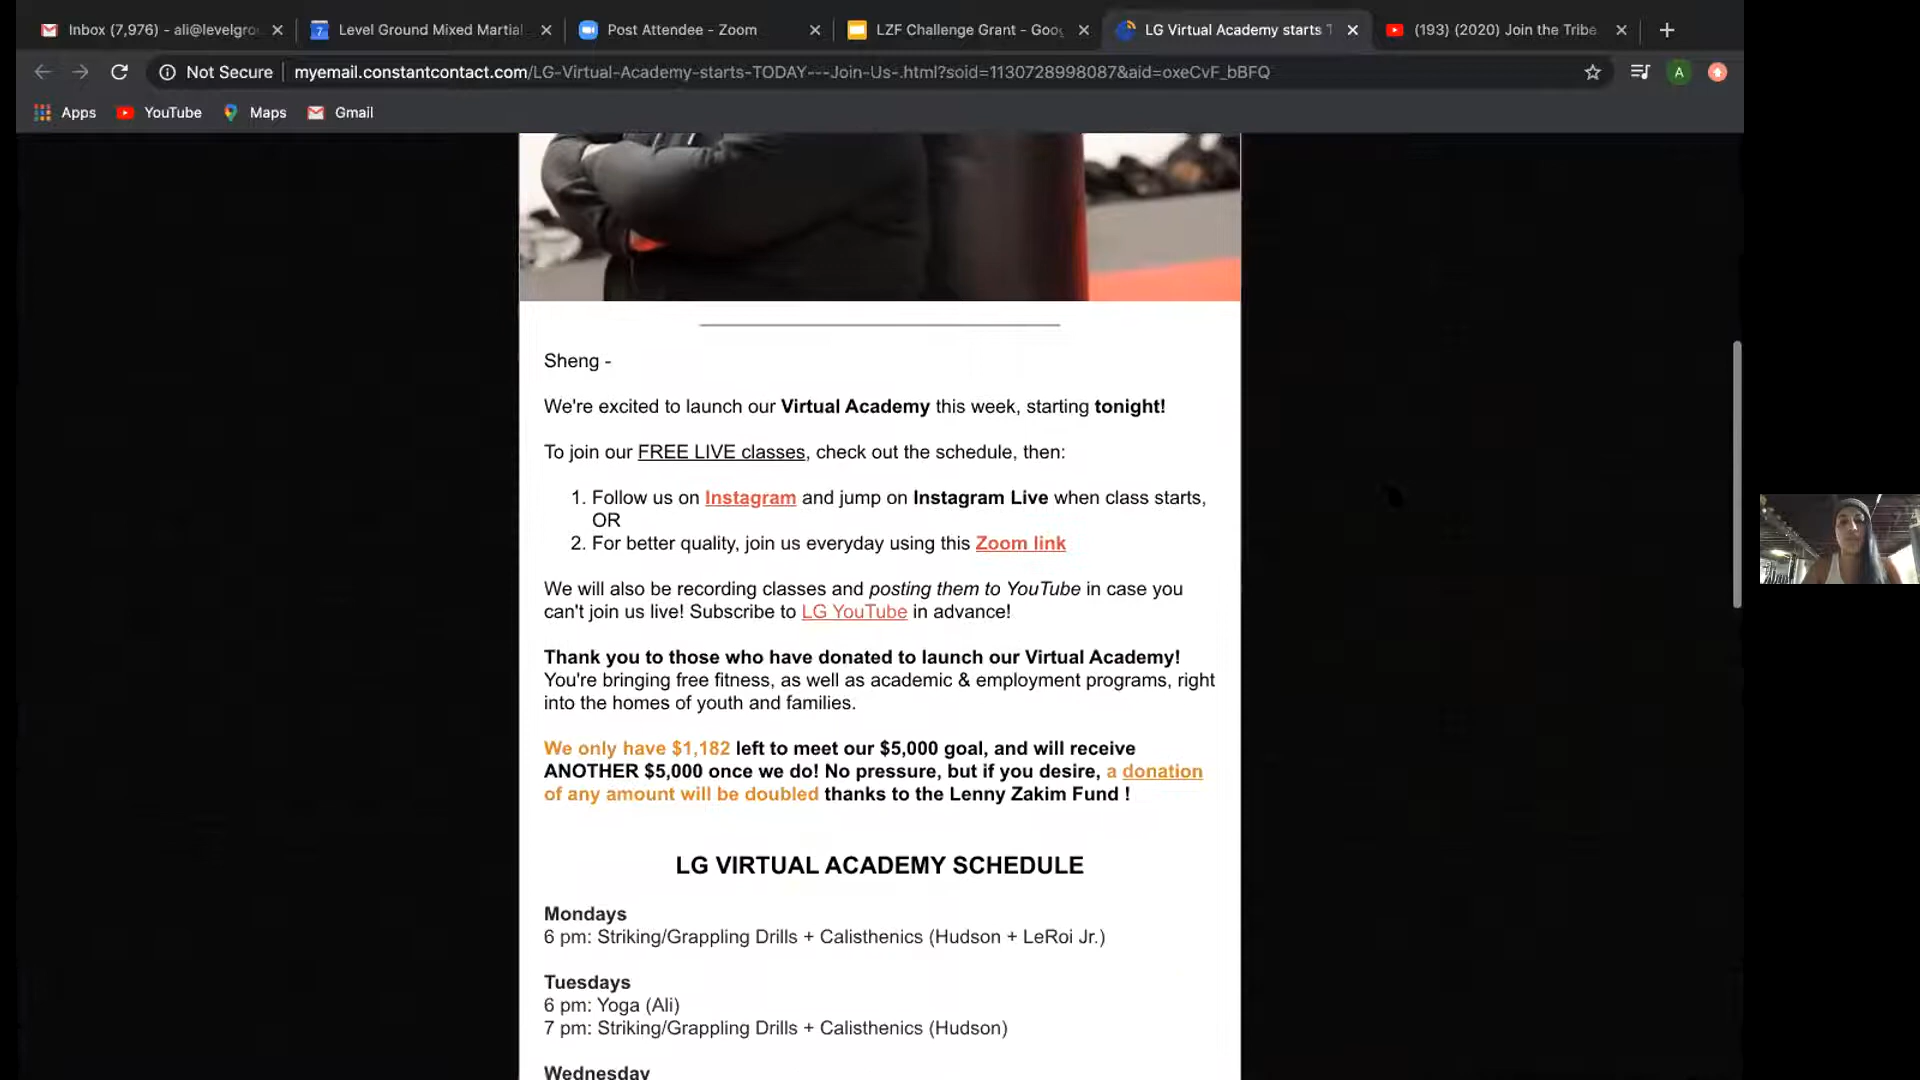 Inbox (7,976) - ali@levelgro
Level Ground Mixed Martial
Post Attendee - Zoom
LZF Challenge Grant - Goog
LG Virtual Academy starts T
(193) (2020) Join the Tribe
Not Secure
myemail.constantcontact.com/LG-Virtual-Academy-starts-TODAY---Join-Us-.html?soid=1130728998087&aid=oxeCvF_bBFQ
A
Apps
YouTube
Maps
Gmail
Sheng -
We're excited to launch our Virtual Academy this week, starting tonight!
To join our FREE LIVE classes, check out the schedule, then:
1. Follow us on Instagram and jump on Instagram Live when class starts,
OR
2. For better quality, join us everyday using this Zoom link
We will also be recording classes and posting them to YouTube in case you
can't join us live! Subscribe to LG YouTube in advance!
Thank you to those who have donated to launch our Virtual Academy!
You're bringing free fitness, as well as academic & employment programs, right
into the homes of youth and families.
We only have $1,182 left to meet our $5,000 goal, and will receive
ANOTHER $5,000 once we do! No pressure, but if you desire, a donation
of any amount will be doubled thanks to the Lenny Zakim Fund !
LG VIRTUAL ACADEMY SCHEDULE
Mondays
6 pm: Striking/Grappling Drills + Calisthenics (Hudson + LeRoi Jr.)
Tuesdays
6 pm: Yoga (Ali)
7 pm: Striking/Grappling Drills + Calisthenics (Hudson)
Wednesday